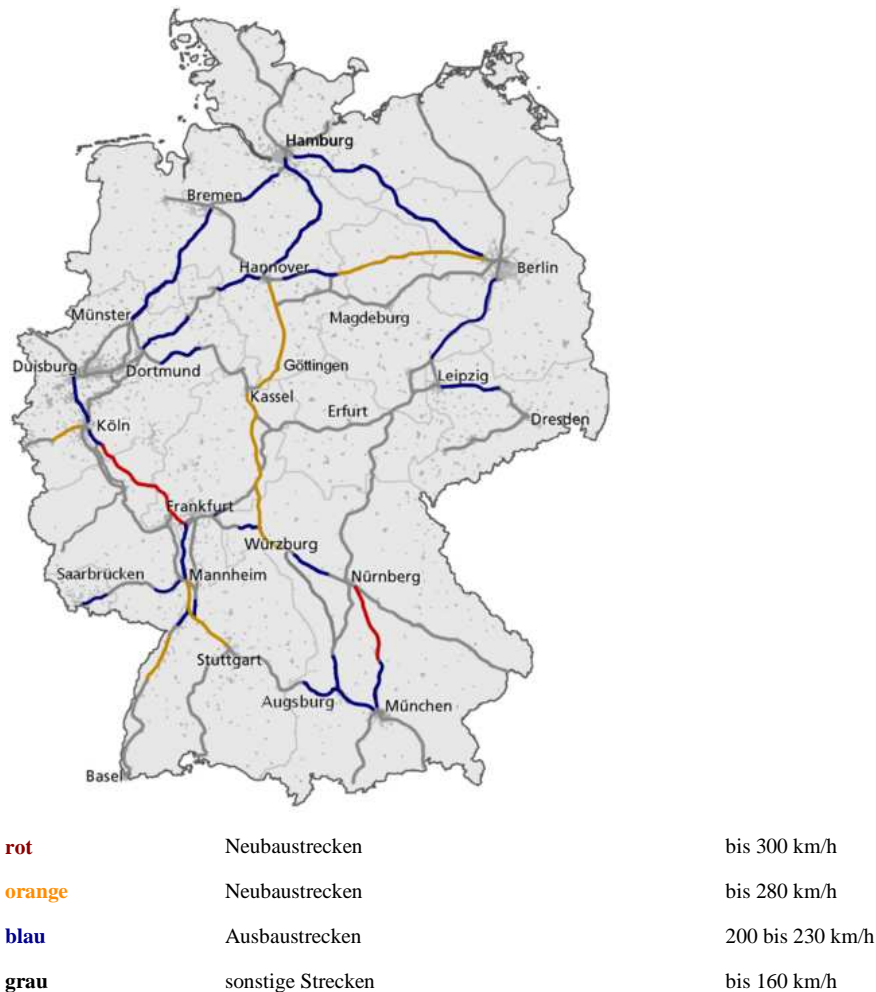 Hamburg
Bremen
Hannover
Berlin
Münster
Magdeburg
Duisburg
Dortmund
Göttingen
Leipzig
Kassel
Erfurt
Dresden
Köln
Frankfurt
Würzburg
Saarbrücken
Mannheim
Nürnberg
Stuttgart
Augsburg
München
Basel
rot Neubaustrecken bis 300 km/h
orange Neubaustrecken bis 280 km/h
blau Ausbaustrecken 200 bis 230 km/h
grau sonstige Strecken bis 160 km/h